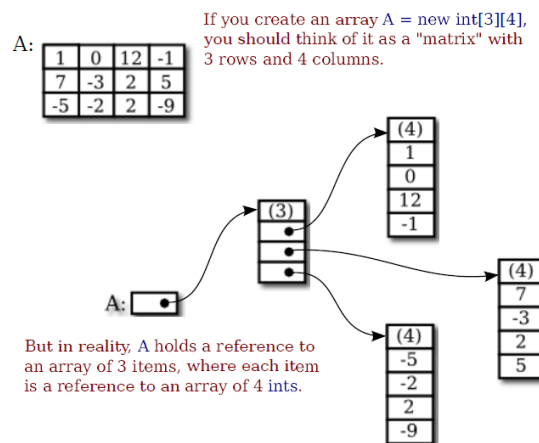 If you create an array A = new int[3][4],
you should think of it as a "matrix" with
3 rows and 4 columns.
A:
1 0 12 -1
7 -3 2 5
-5 -2 2 -9
(4)
1
0
12
-1
(3)
A:
(4)
7
-3
2
5
But in reality, A holds a reference to
an array of 3 items, where each item
is a reference to an array of 4 ints.
(4)
-5
-2
2
-9